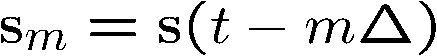 s_m = s(t − mΔ)